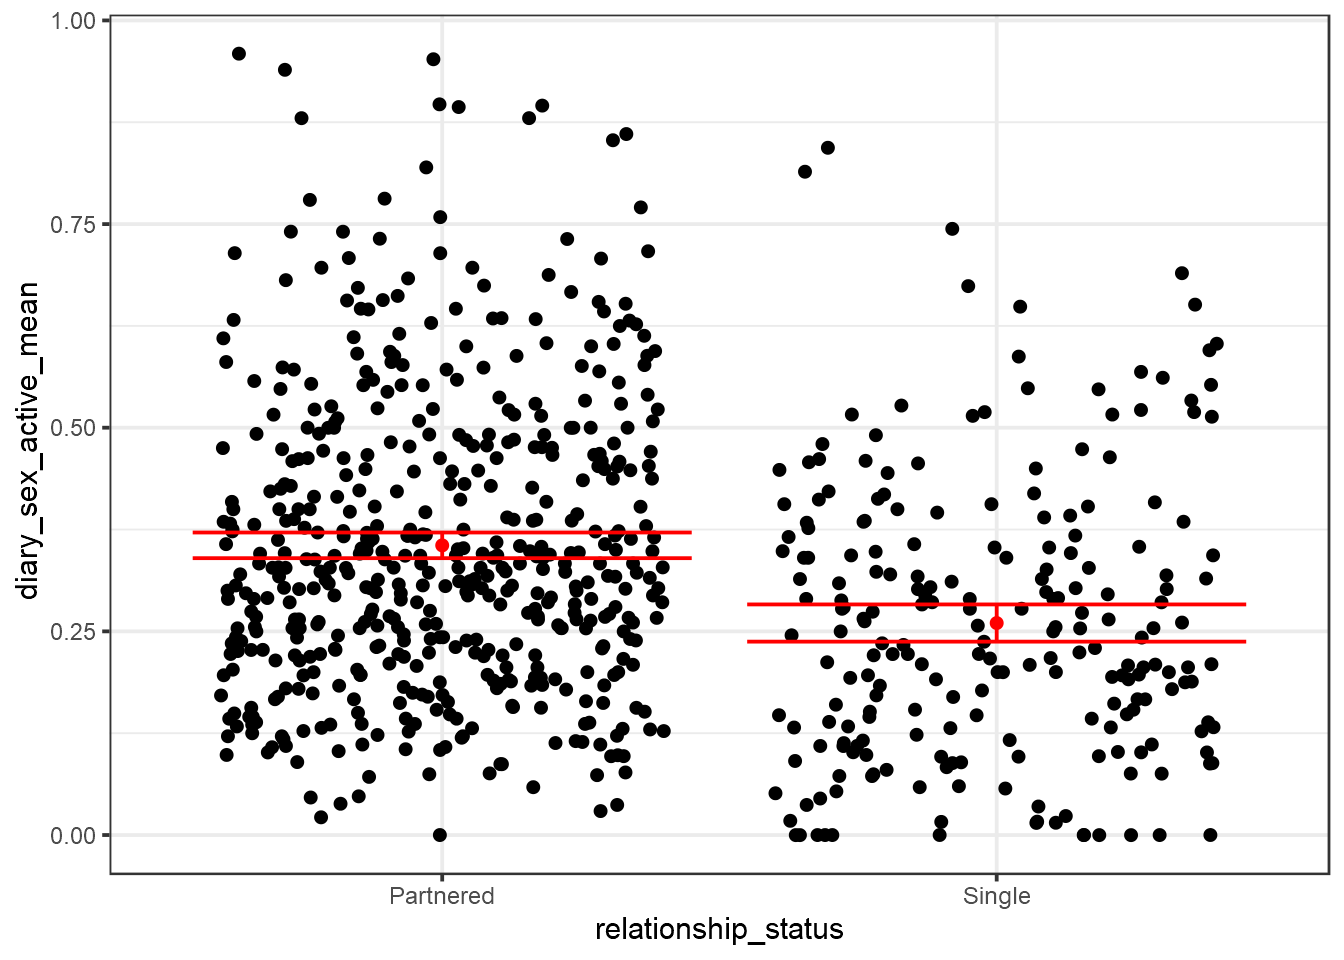 1.00
0.75
0.50
0.25
0.00
diary_sex_active_mean
Partnered
Single
relationship_status